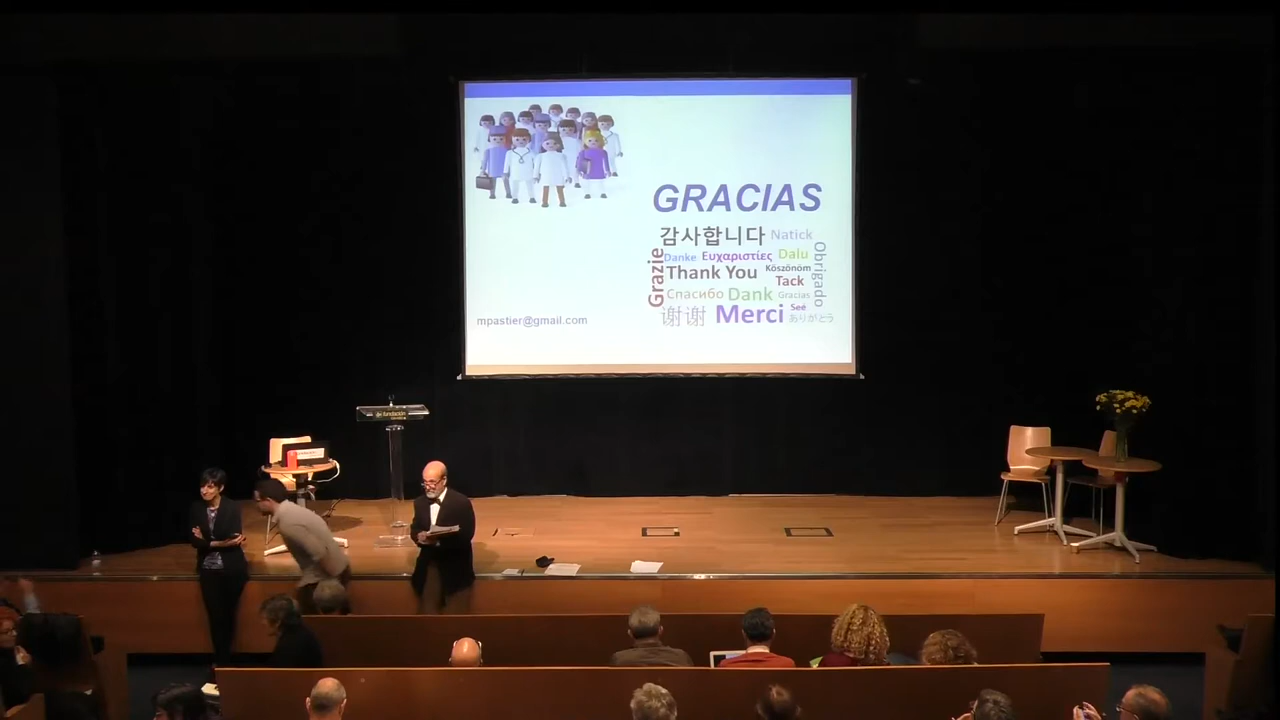 GRACIAS
감사합니다 Natick
Grazie
Danke Ευχαριστίες Dalu
Obrigado
Thank You Köszönöm
Tack
Спасибо Dank Gracias
谢谢 Merci Seé
ありがとう
mpastier@gmail.com
fundación